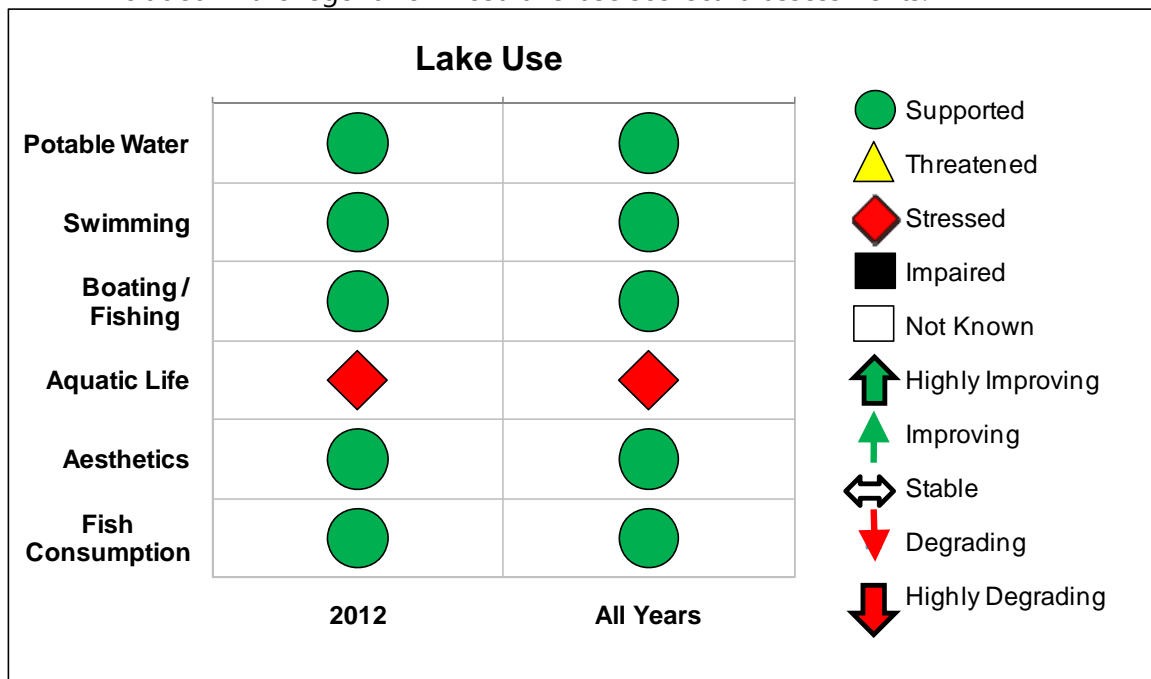 Lake Use
Potable Water
Swimming
Boating /
Fishing
Aquatic Life
Aesthetics
Fish
Consumption
2012
All Years
Supported
Threatened
Stressed
Impaired
Not Known
Highly Improving
Improving
Stable
Degrading
Highly Degrading